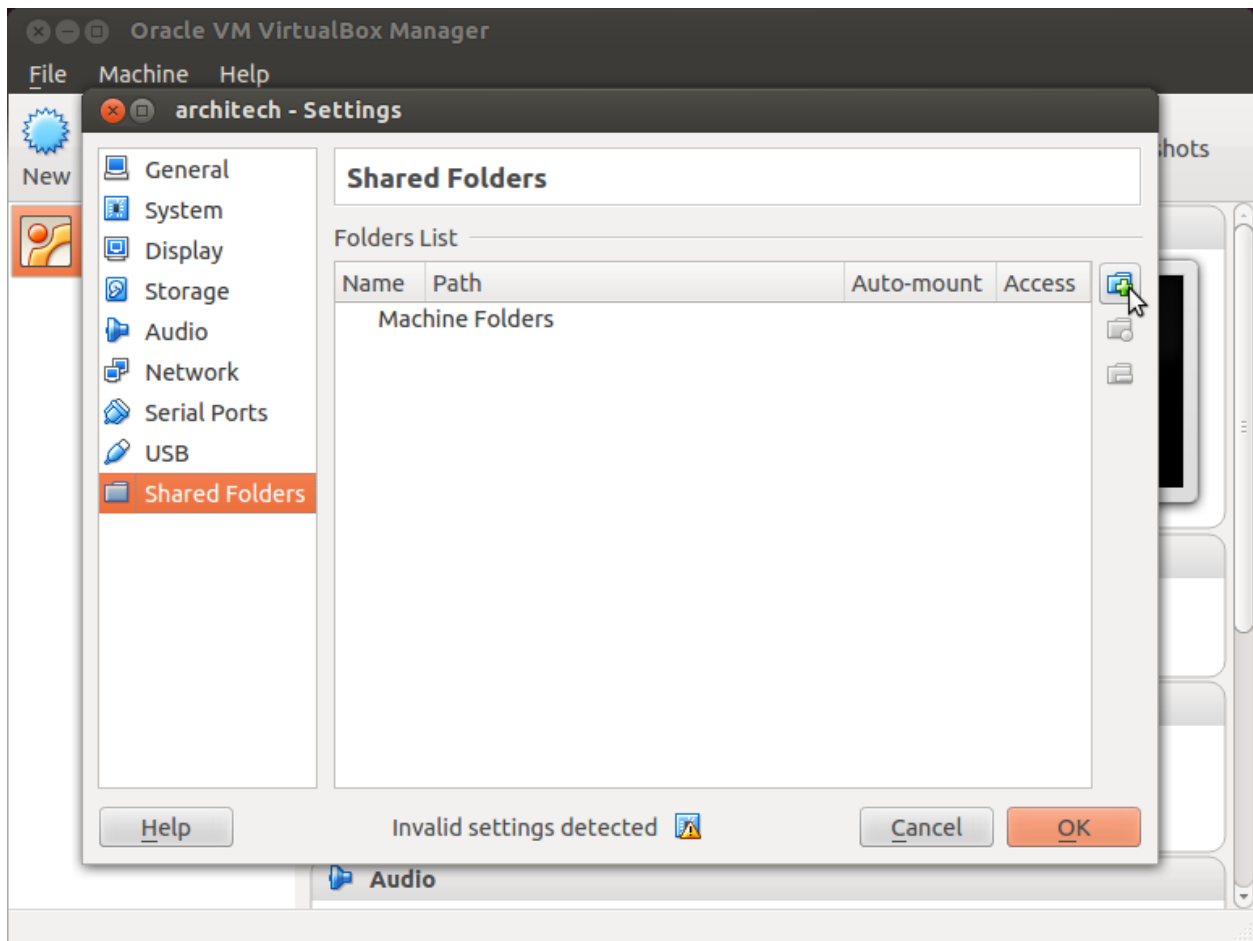 Oracle VM VirtualBox Manager
File Machine Help
architech - Settings
New
hots
General
System
Display
Storage
Audio
Network
Serial Ports
USB
Shared Folders
Shared Folders
Folders List
Name Path Auto-mount Access
Machine Folders
Help Invalid settings detected Cancel OK
Audio